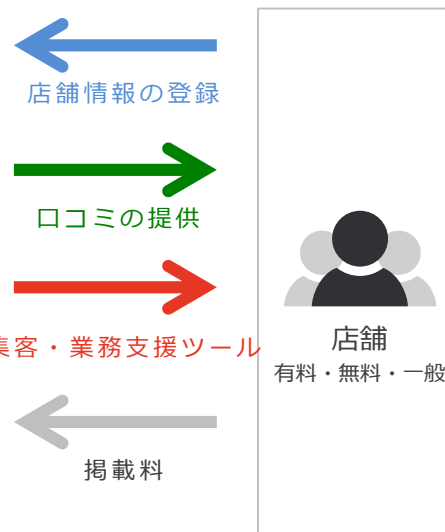 店舗情報の登録
口コミの提供
集客・業務支援ツール
店舗
有料・無料・一般
掲載料